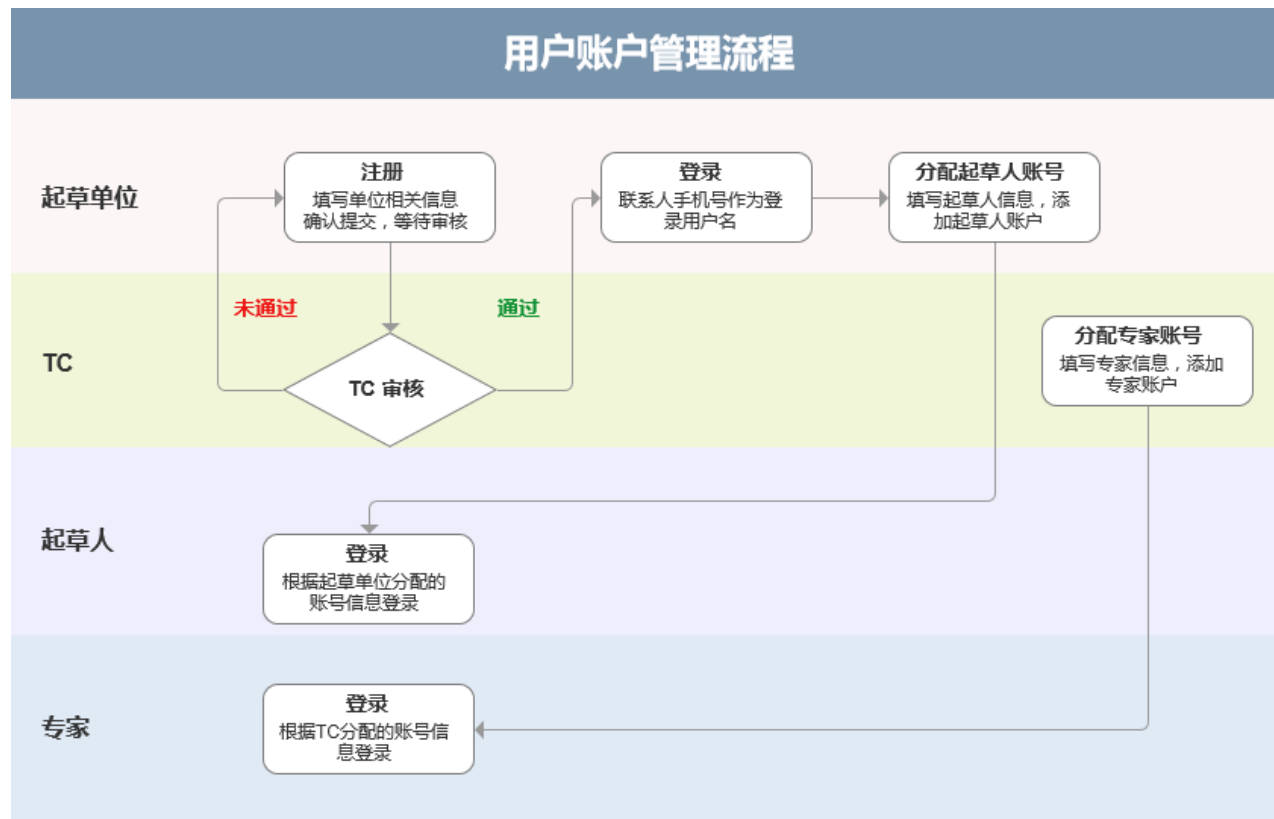 用户账户管理流程
起草单位
注册
填写单位相关信息
确认提交，等待审核
登录
联系人手机号作为登
录用户名
分配起草人账号
填写起草人信息，添
加起草人账户
未通过
通过
TC
TC 审核
分配专家账号
填写专家信息，添加
专家账户
起草人
登录
根据起草单位分配的
账号信息登录
专家
登录
根据TC分配的账号信
息登录